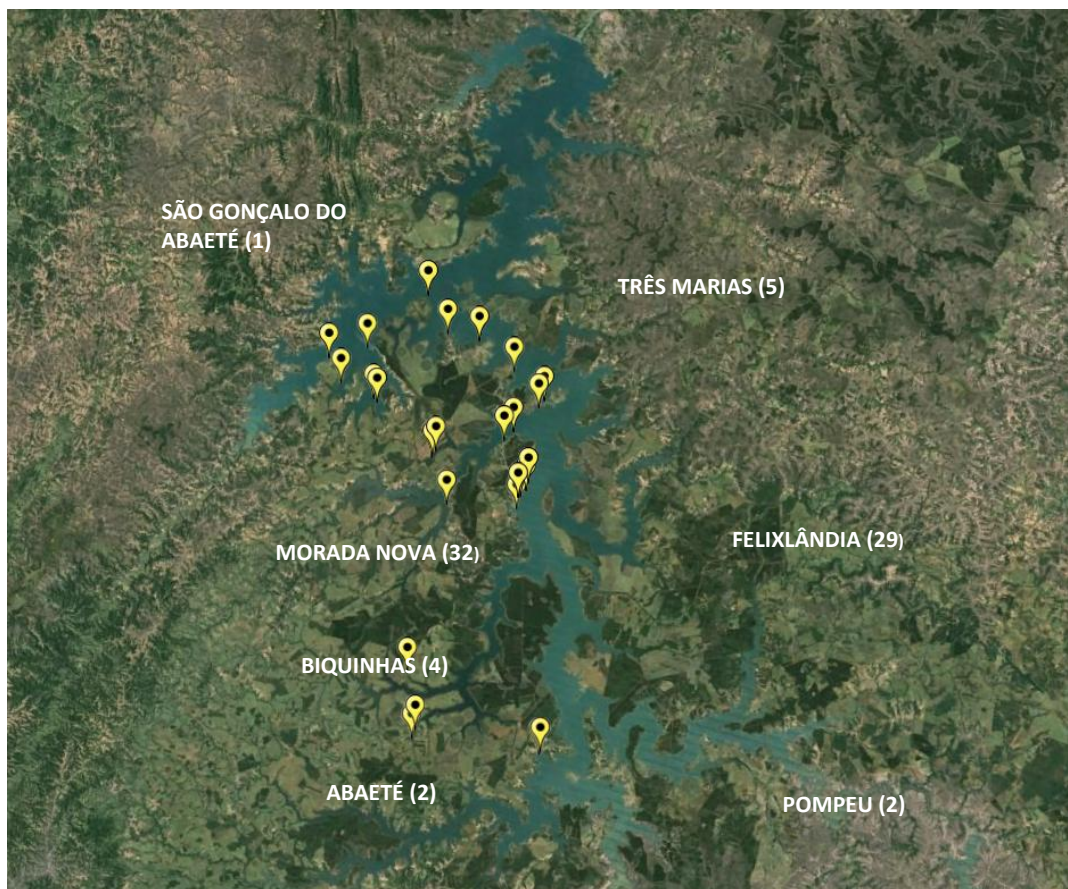 SÃO GONÇALO DO
ABAETÉ (1)
TRÊS MARIAS (5)
FELIXLÂNDIA (29)
MORADA NOVA (32)
BIQUINHAS (4)
ABAETÉ (2)
POMPEU (2)